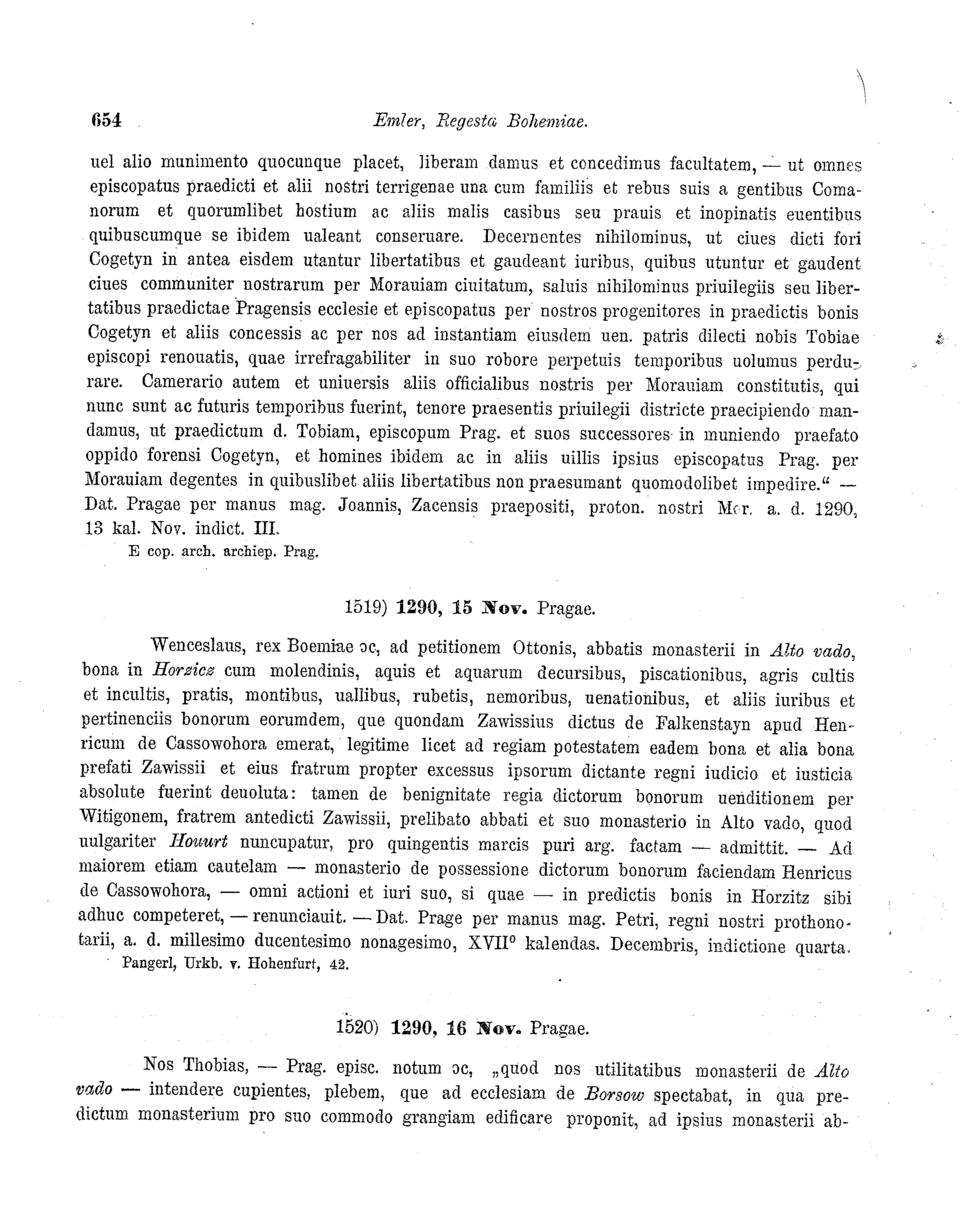 654 Emler, Regesta Bohemiae.
uel alio munimento quocunque placet, liberam damus et concedimus facultatem, — ut omnes
episcopatus praedicti et alii nostri terrigenae una cum familiis et rebus suis a gentibus Coma-
norum et quorumlibet hostium ac aliis malis casibus seu prauis et inopinatis euentibus
quibuscumque se ibidem ualeant conseruare. Decernentes nihilominus, ut ciues dicti fori
Cogetyn in antea eisdem utantur libertatibus et gaudeant iuribus, quibus utuntur et gaudent
ciues communiter nostrarum per Morauiam ciuitatum, saluis nihilominus priuilegiis seu liber-
tatibus praedictae Pragensis ecclesie et episcopatus per nostros progenitores in praedictis bonis
Cogetyn et aliis concessis ac per nos ad instantiam eiusdem uen. patris dilecti nobis Tobiae
episcopi renouatis, quae irrefragabiliter in suo robore perpetuis temporibus uolumus perdu-
rare. Camerario autem et uniuersis aliis officialibus nostris per Morauiam constitutis, qui
nunc sunt ac futuris temporibus fuerint, tenore praesentis priuilegii districte praecipiendo man-
damus, ut praedictum d. Tobiam, episcopum Prag. et suos successores in muniendo praefato
oppido forensi Cogetyn, et homines ibidem ac in aliis uillis ipsius episcopatus Prag. per
Morauiam degentes in quibuslibet aliis libertatibus non praesumant quomodolibet impedire.“ —
Dat. Pragae per manus mag. Joannis, Zacensis praepositi, proton. nostri Mor. a. d. 1290,
13 kal. Nov. indict. III.
E cop. arch. archiep. Prag.
1519) 1290, 15 Nov. Pragae.
Wenceslaus, rex Boemiae ꝛc, ad petitionem Ottonis, abbatis monasterii in Alto vado,
bona in Horzicz cum molendinis, aquis et aquarum decursibus, piscationibus, agris cultis
et incultis, pratis, montibus, uallibus, rubetis, nemoribus, uenationibus, et aliis iuribus et
pertinenciis bonorum eorumdem, que quondam Zawissius dictus de Falkenstayn apud Hen-
ricum de Cassowohora emerat, legitime licet ad regiam potestatem eadem bona et alia bona
prefati Zawissii et eius fratrum propter excessus ipsorum dictante regni iudicio et iusticia
absolute fuerint deuoluta: tamen de benignitate regia dictorum bonorum uenditionem per
Witigonem, fratrem antedicti Zawissii, prelibato abbati et suo monasterio in Alto vado, quod
uulgariter Houurt nuncupatur, pro quingentis marcis puri arg. factam — admittit. — Ad
maiorem etiam cautelam — monasterio de possessione dictorum bonorum faciendam Henricus
de Cassowohora, — omni actioni et iuri suo, si quae — in predictis bonis in Horzitz sibi
adhuc competeret, — renunciauit. — Dat. Prage per manus mag. Petri, regni nostri prothono-
tarii, a. d. millesimo ducentesimo nonagesimo, XVII⁰ kalendas. Decembris, indictione quarta.
Pangerl, Urkb. v. Hohenfurt, 42.
1520) 1290, 16 Nov. Pragae.
Nos Thobias, — Prag. episc. notum ꝛc, „quod nos utilitatibus monasterii de Alto
vado — intendere cupientes, plebem, que ad ecclesiam de Borsow spectabat, in qua pre-
dictum monasterium pro suo commodo grangiam edificare proponit, ad ipsius monasterii ab-